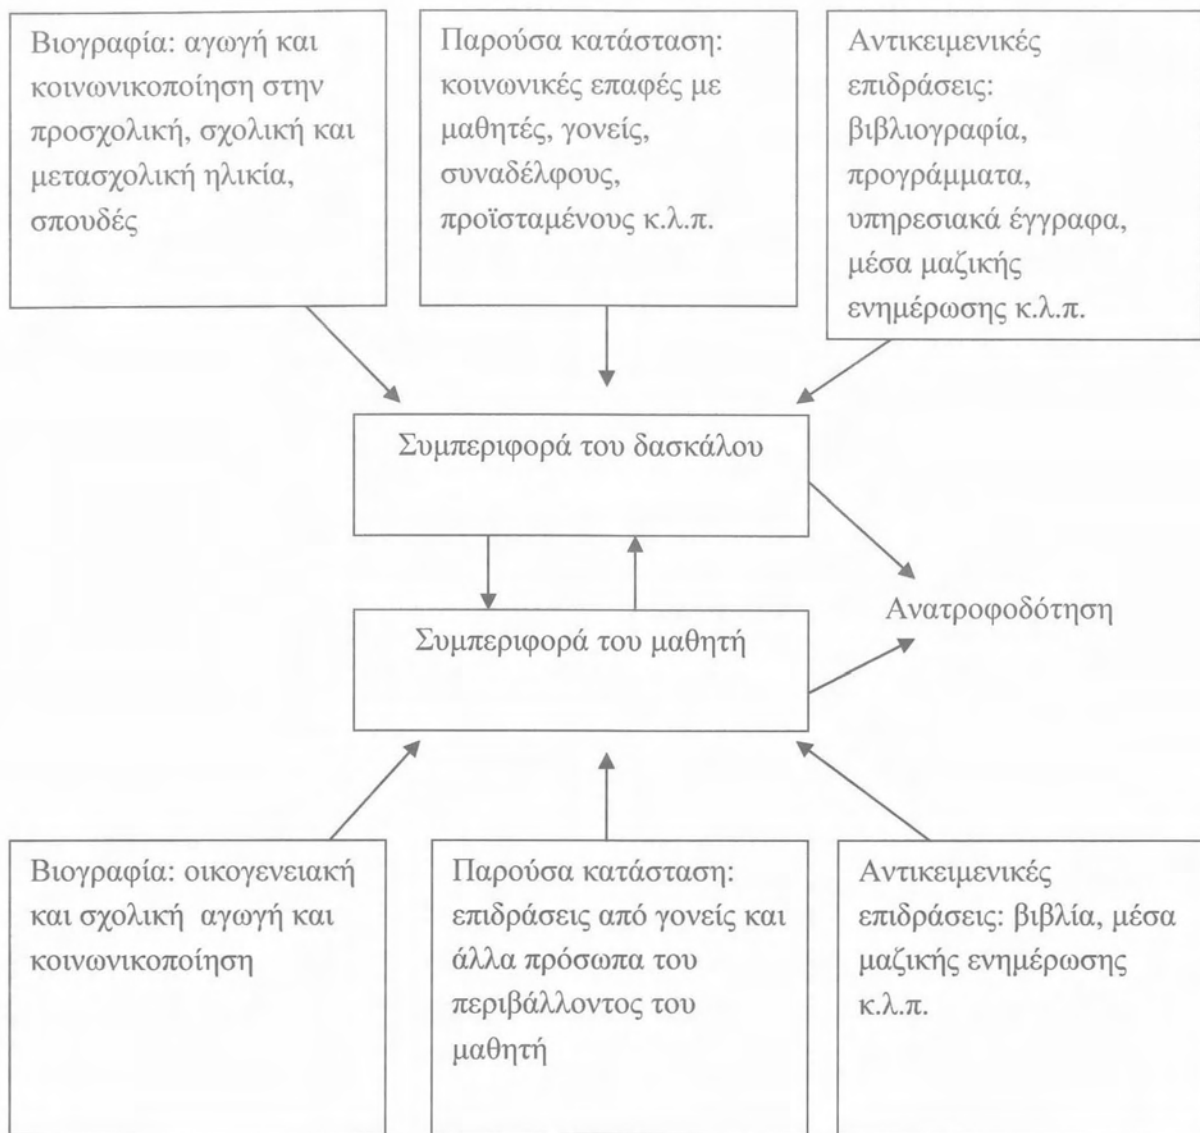 Βιογραφία: αγωγή και
κοινωνικοποίηση στην
προσχολική, σχολική και
μετασχολική ηλικία,
σπουδές
Παρούσα κατάσταση:
κοινωνικές επαφές με
μαθητές, γονείς,
συναδέλφους,
προϊσταμένους κ.λ.π.
Αντικειμενικές
επιδράσεις:
βιβλιογραφία,
προγράμματα,
υπηρεσιακά έγγραφα,
μέσα μαζικής
ενημέρωσης κ.λ.π.
Συμπεριφορά του δασκάλου
Ανατροφοδότηση
Συμπεριφορά του μαθητή
Βιογραφία: οικογενειακή
και σχολική αγωγή και
κοινωνικοποίηση
Παρούσα κατάσταση:
επιδράσεις από γονείς και
άλλα πρόσωπα του
περιβάλλοντος του
μαθητή
Αντικειμενικές
επιδράσεις: βιβλία, μέσα
μαζικής ενημέρωσης
κ.λ.π.